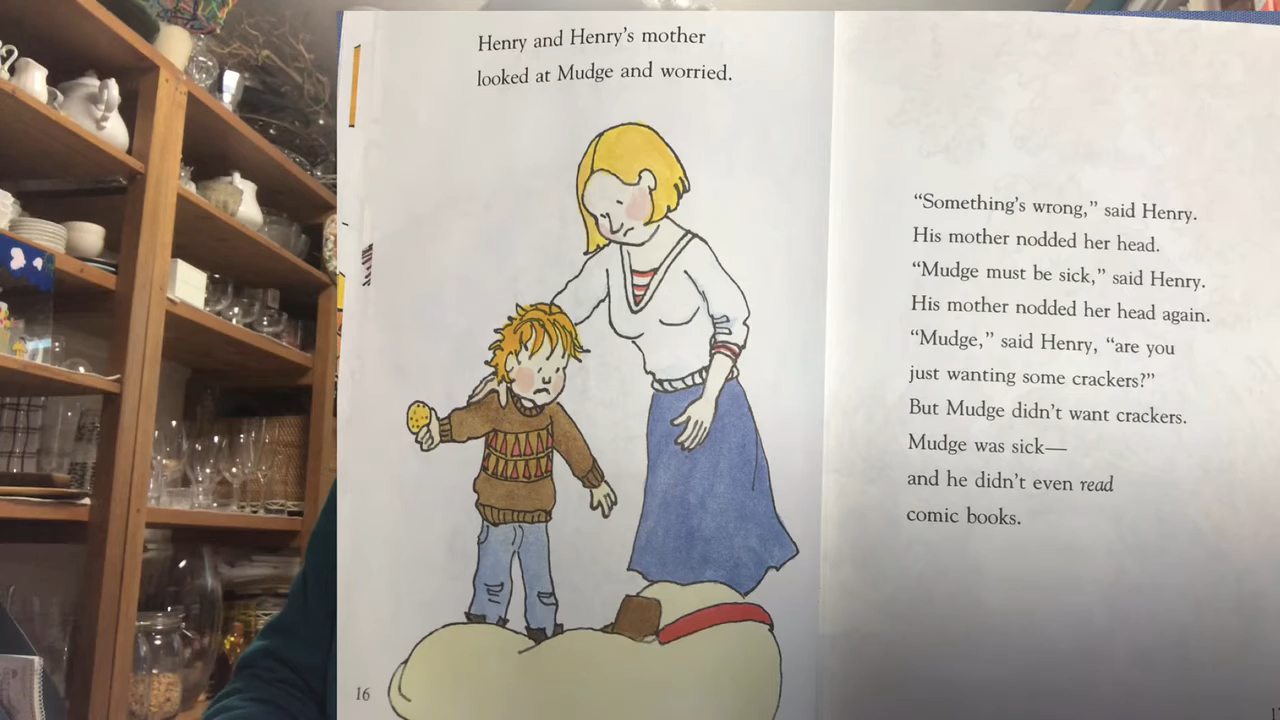 Henry and Henry's mother
looked at Mudge and worried.
16
“Something's wrong,” said Henry.
His mother nodded her head.
“Mudge must be sick,” said Henry.
His mother nodded her head again.
“Mudge,” said Henry, “are you
just wanting some crackers?”
But Mudge didn't want crackers.
Mudge was sick—
and he didn't even read
comic books.